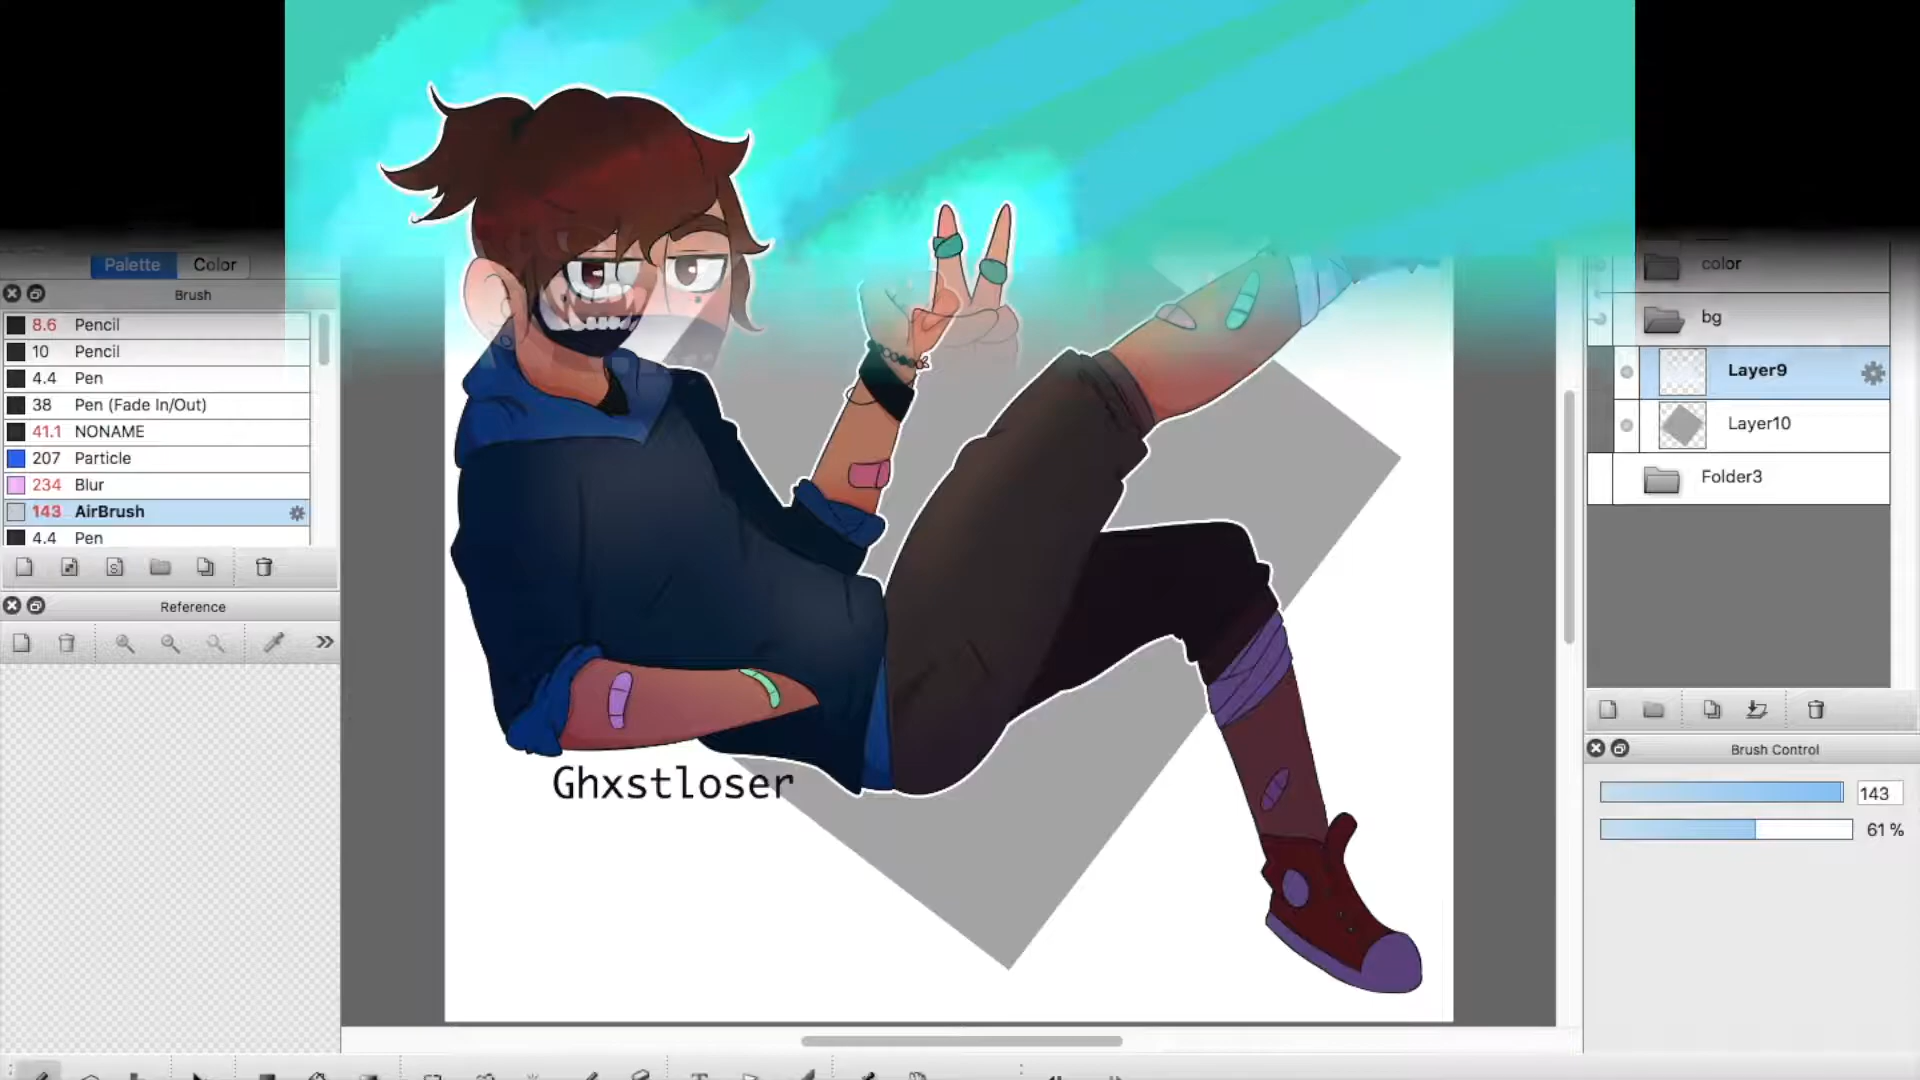 Palette Color
Brush
8.6 Pencil
10 Pencil
4.4 Pen
38 Pen (Fade In/Out)
41.1 NONAME
207 Particle
234 Blur
143 AirBrush
4.4 Pen
Reference
Ghxstloser
color
bg
Layer9
Layer10
Folder3
Brush Control
143
61 %